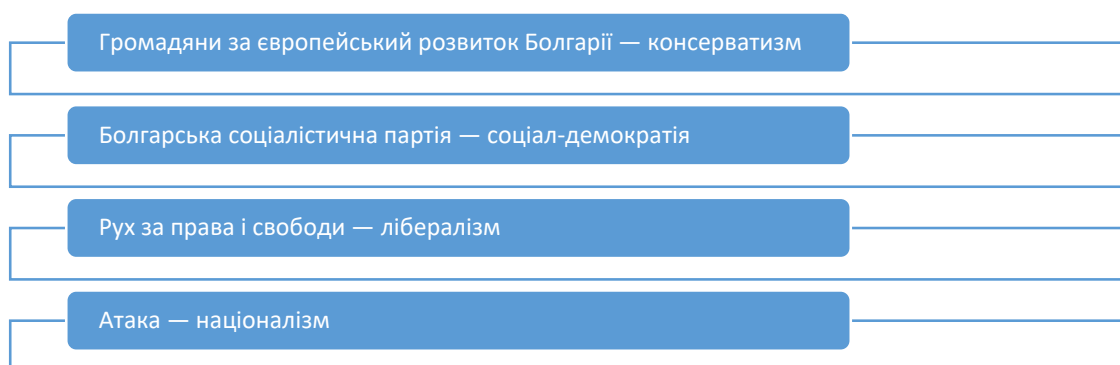 Громадяни за європейський розвиток Болгарії — консерватизм
Болгарська соціалістична партія — соціал-демократія
Рух за права і свободи — лібералізм
Атака — націоналізм